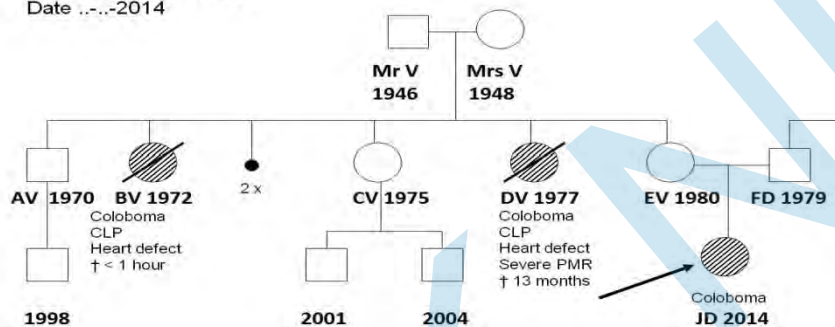 Date ..-..-2014
Mr V
1946
Mrs V
1948
AV 1970
BV 1972
Coloboma
CLP
Heart defect
† < 1 hour
2 x
CV 1975
DV 1977
Coloboma
CLP
Heart defect
Severe PMR
† 13 months
EV 1980
FD 1979
1998
2001
2004
Coloboma
JD 2014